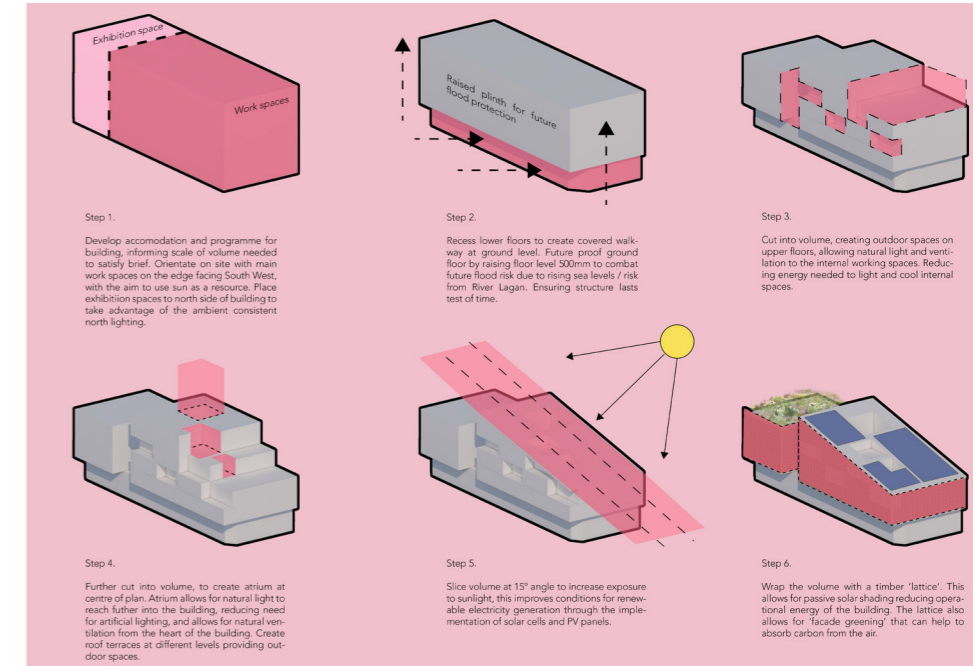 Exhibition space
Work spaces
Step 1.
Develop accomodation and programme for
building, informing scale of volume needed
to satisfy brief. Orientate on site with main
work spaces on the edge facing South West,
with the aim to use sun as a resource. Place
exhibitiion spaces to north side of building to
take advantage of the ambient consistent
north lighting.
Raised plinth for future
flood protection
Step 2.
Recess lower floors to create covered walk-
way at ground level. Future proof ground
floor by raising floor level 500mm to combat
future flood risk due to rising sea levels / risk
from River Lagan. Ensuring structure lasts
test of time.
Step 3.
Cut into volume, creating outdoor spaces on
upper floors, allowing natural light and venti-
lation to the internal working spaces. Reduc-
ing energy needed to light and cool internal
spaces.
Step 4.
Further cut into volume, to create atrium at
centre of plan. Atrium allows for natural light to
reach futher into the building, reducing need
for artificial lighting, and allows for natural ven-
tilation from the heart of the building. Create
roof terraces at different levels providing out-
door spaces.
Step 5.
Slice volume at 15° angle to increase exposure
to sunlight, this improves conditions for renew-
able electricity generation through the imple-
mentation of solar cells and PV panels.
Step 6.
Wrap the volume with a timber 'lattice'. This
allows for passive solar shading reducing opera-
tional energy of the building. The lattice also
allows for 'facade greening' that can help to
absorb carbon from the air.